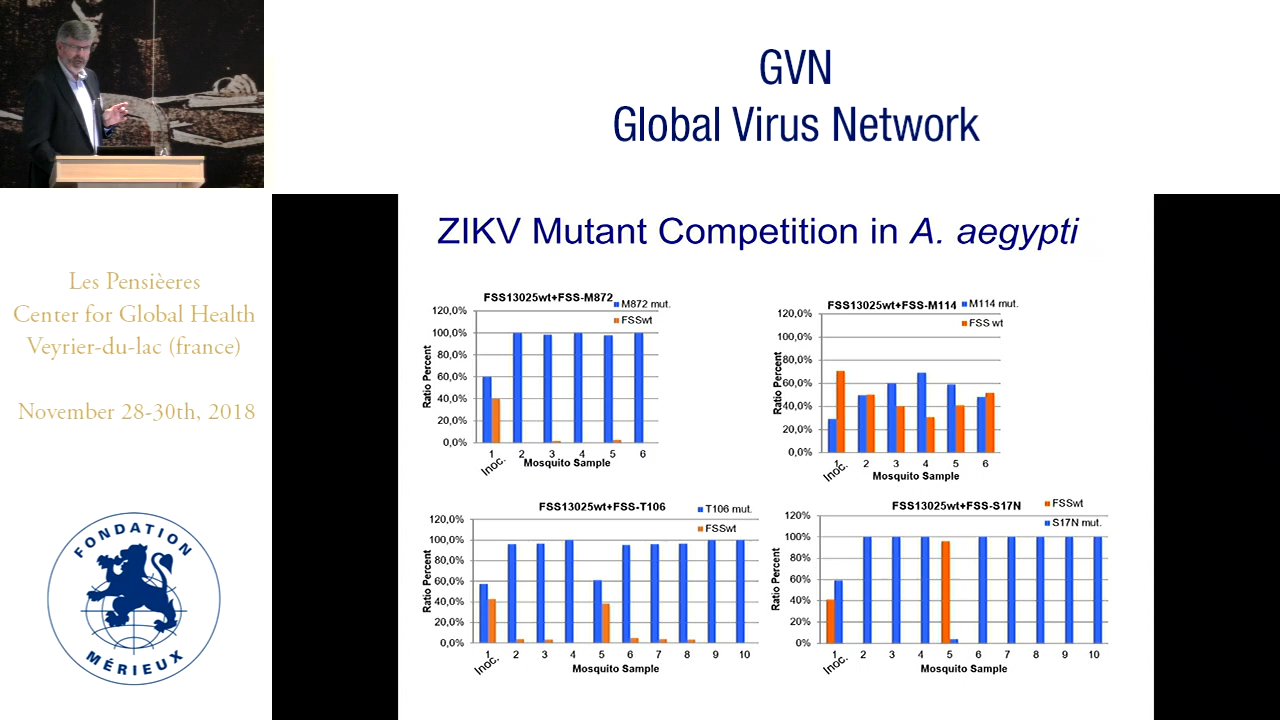 GVN
Global Virus Network
Les Pensièeres
Center for Global Health
Veyrier-du-lac (france)
November 28-30th, 2018
FONDATION
MÉRIEUX
ZIKV Mutant Competition in A. aegypti
FSS13025wt+FSS-M872
M872 mut.
FSSwt
Ratio Percent
120,0%
100,0%
80,0%
60,0%
40,0%
20,0%
0,0%
1 2 3 4 5 6
Inoc.
Mosquito Sample
FSS13025wt+FSS-M114
M114 mut.
FSS wt
Ratio Percent
120,0%
100,0%
80,0%
60,0%
40,0%
20,0%
0,0%
1 2 3 4 5 6
Inoc.
Mosquito Sample
FSS13025wt+FSS-T106
T106 mut.
FSSwt
Ratio Percent
120,0%
100,0%
80,0%
60,0%
40,0%
20,0%
0,0%
1 2 3 4 5 6 7 8 9 10
Inoc.
Mosquito Sample
FSS13025wt+FSS-S17N
FSSwt
S17N mut.
Ratio Percent
120%
100%
80%
60%
40%
20%
0%
1 2 3 4 5 6 7 8 9 10
Inoc.
Mosquito Sample